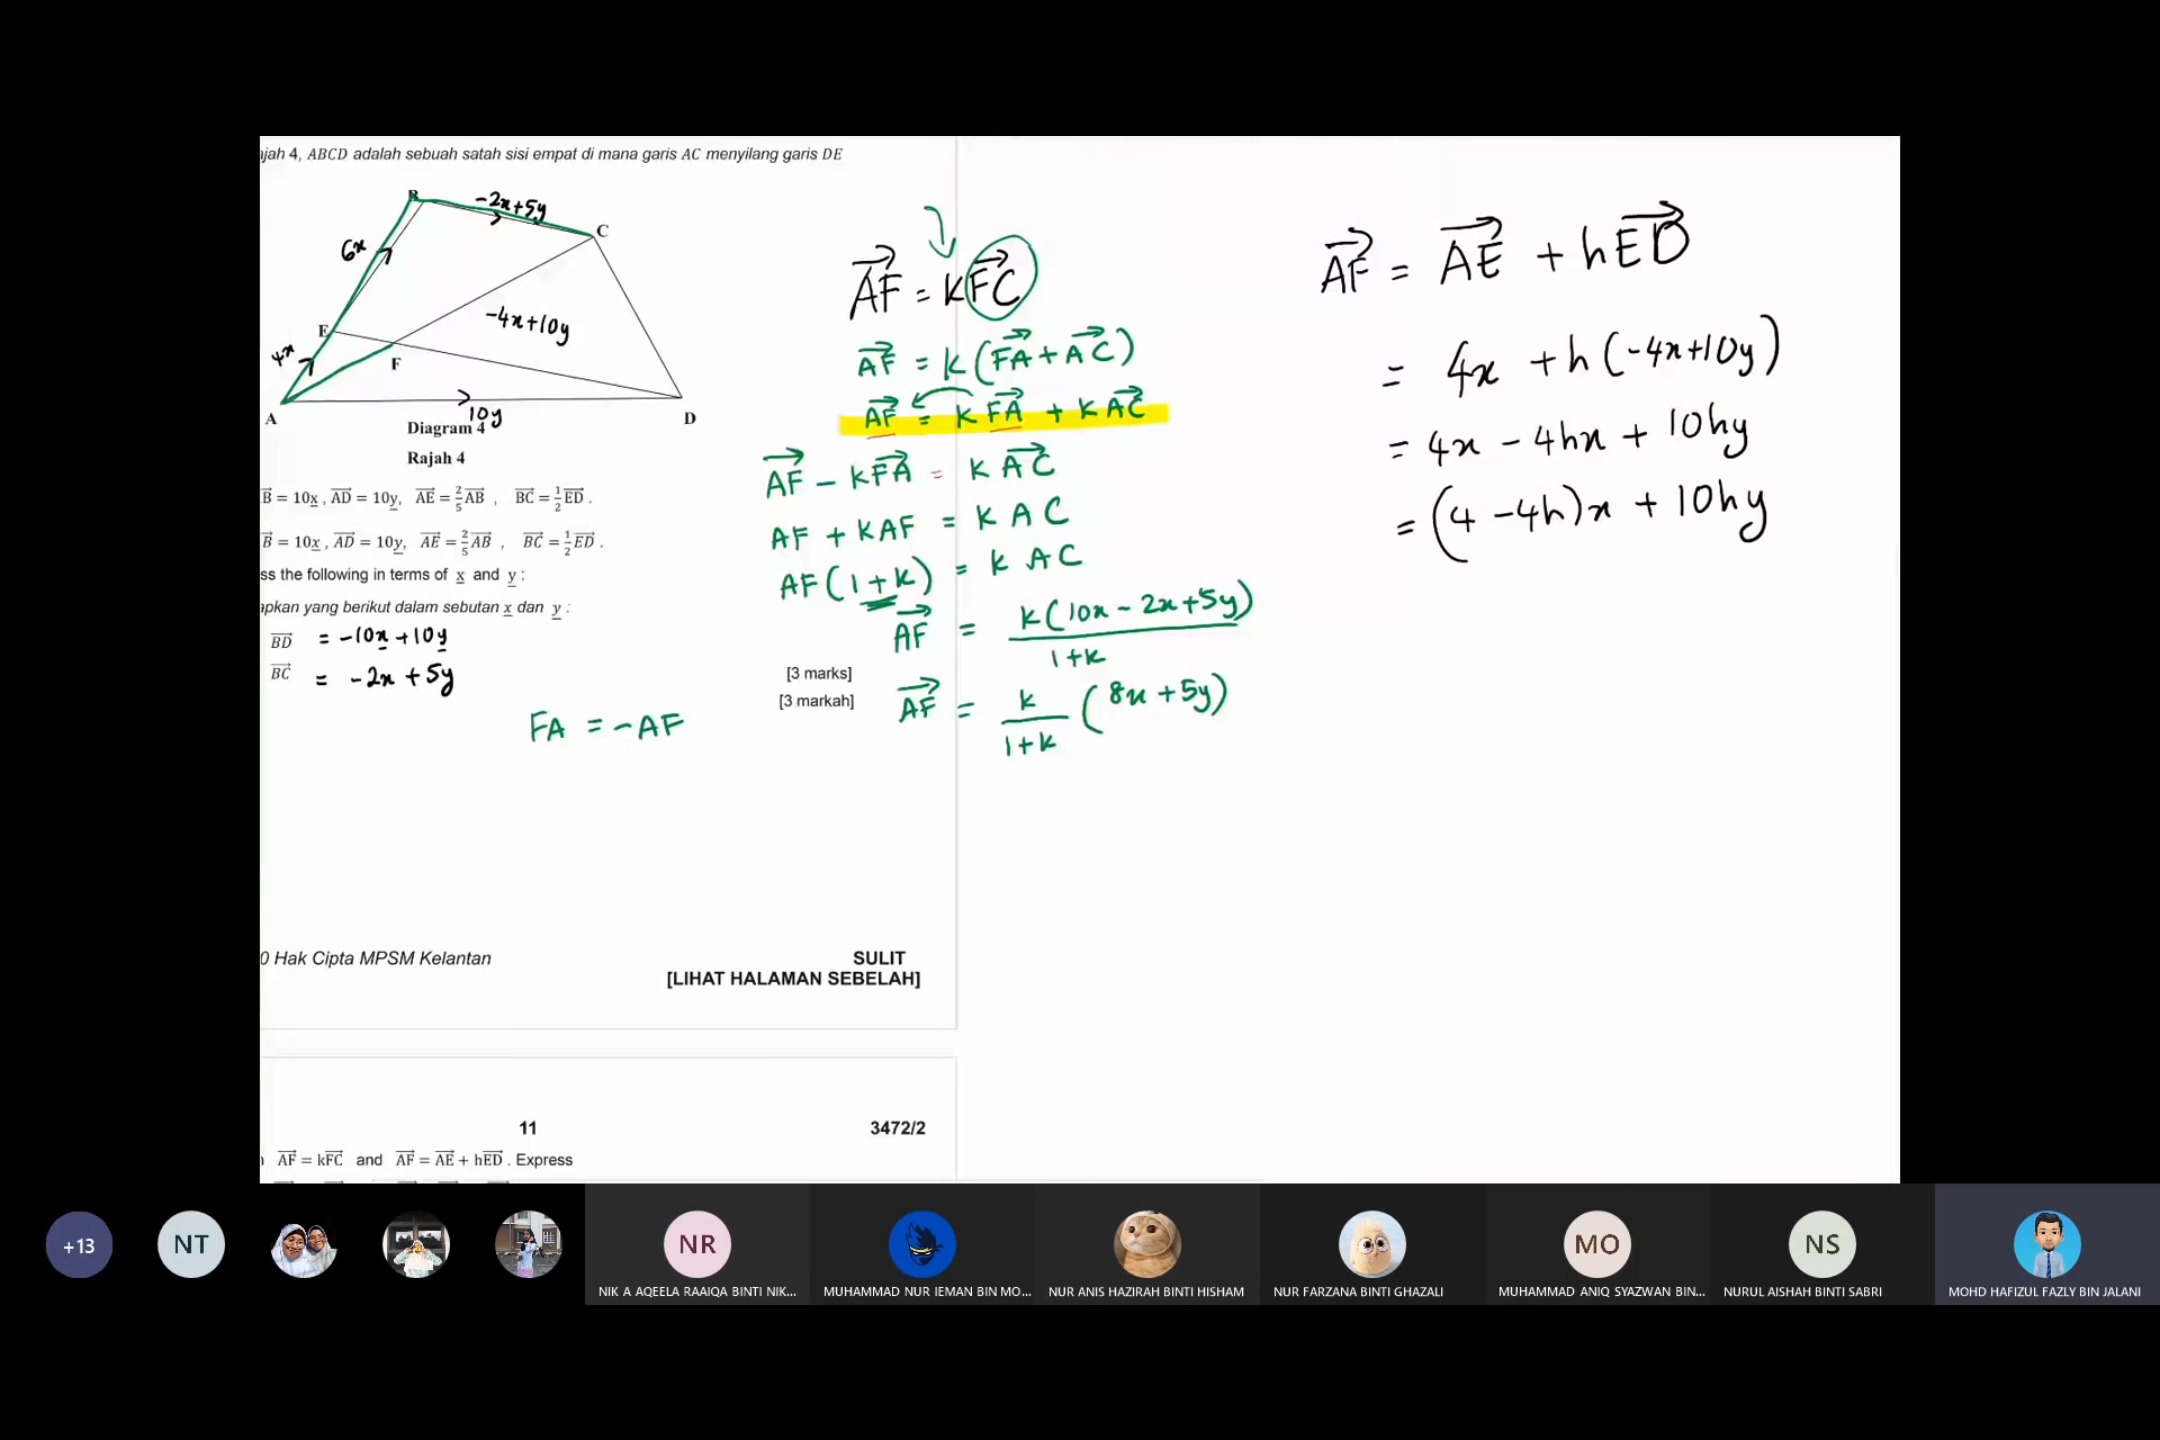 jah 4, ABCD adalah sebuah satah sisi empat di mana garis AC menyilang garis DE
B
-2x+5y
C
6x
E
-4x+10y
4x
F
A
10y
D
Diagram 4
Rajah 4
B = 10x , AD = 10y, AE = 2/5 AB , BC = 1/2 ED .
B = 10x , AD = 10y, AE = 2/5 AB , BC = 1/2 ED .
ss the following in terms of x and y :
apkan yang berikut dalam sebutan x dan y :
BD = -10x + 10y
BC = -2x + 5y
[3 marks]
[3 markah]
FA = -AF
AF = kFC
AF = k(FA + AC)
AF = kFA + kAC
AF - kFA = kAC
AF + kAF = kAC
AF(1+k) = kAC
AF = k(10x - 2x + 5y) / 1+k
AF = k/1+k (8x + 5y)
AF = AE + hED
= 4x + h(-4x+10y)
= 4x - 4hx + 10hy
= (4 - 4h)x + 10hy
0 Hak Cipta MPSM Kelantan
SULIT
[LIHAT HALAMAN SEBELAH]
11
3472/2
AF = kFC and AF = AE + hED . Express
+13
NT
NR
MO
NS
NIK A AQEELA RAAIQA BINTI NIK...
MUHAMMAD NUR IEMAN BIN MO...
NUR ANIS HAZIRAH BINTI HISHAM
NUR FARZANA BINTI GHAZALI
MUHAMMAD ANIQ SYAZWAN BIN...
NURUL AISHAH BINTI SABRI
MOHD HAFIZUL FAZLY BIN JALANI